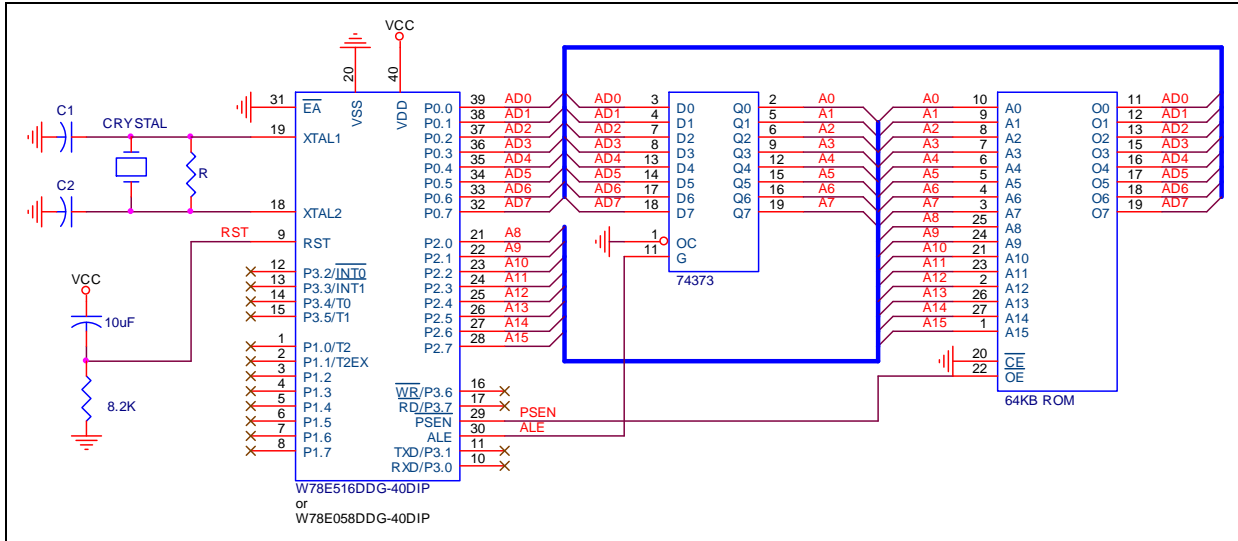 VCC
C1
CRYSTAL
R
C2
RST
VCC
10uF
8.2K
20
40
VSS
VDD
31 EA
19 XTAL1
18 XTAL2
9 RST
12 P3.2/INT0
13 P3.3/INT1
14 P3.4/T0
15 P3.5/T1
1 P1.0/T2
2 P1.1/T2EX
3 P1.2
4 P1.3
5 P1.4
6 P1.5
7 P1.6
8 P1.7
P0.0 39 AD0
P0.1 38 AD1
P0.2 37 AD2
P0.3 36 AD3
P0.4 35 AD4
P0.5 34 AD5
P0.6 33 AD6
P0.7 32 AD7
P2.0 21 A8
P2.1 22 A9
P2.2 23 A10
P2.3 24 A11
P2.4 25 A12
P2.5 26 A13
P2.6 27 A14
P2.7 28 A15
WR/P3.6 16
RD/P3.7 17
PSEN 29 PSEN
ALE 30 ALE
TXD/P3.1 11
RXD/P3.0 10
W78E516DDG-40DIP
or
W78E058DDG-40DIP
AD0 3 D0 Q0 2 A0
AD1 4 D1 Q1 5 A1
AD2 7 D2 Q2 6 A2
AD3 8 D3 Q3 9 A3
AD4 13 D4 Q4 12 A4
AD5 14 D5 Q5 15 A5
AD6 17 D6 Q6 16 A6
AD7 18 D7 Q7 19 A7
1 OC
11 G
74373
A0 10 A0 O0 11 AD0
A1 9 A1 O1 12 AD1
A2 8 A2 O2 13 AD2
A3 7 A3 O3 15 AD3
A4 6 A4 O4 16 AD4
A5 5 A5 O5 17 AD5
A6 4 A6 O6 18 AD6
A7 3 A7 O7 19 AD7
A8 25 A8
A9 24 A9
A10 21 A10
A11 23 A11
A12 2 A12
A13 26 A13
A14 27 A14
A15 1 A15
20 CE
22 OE
64KB ROM